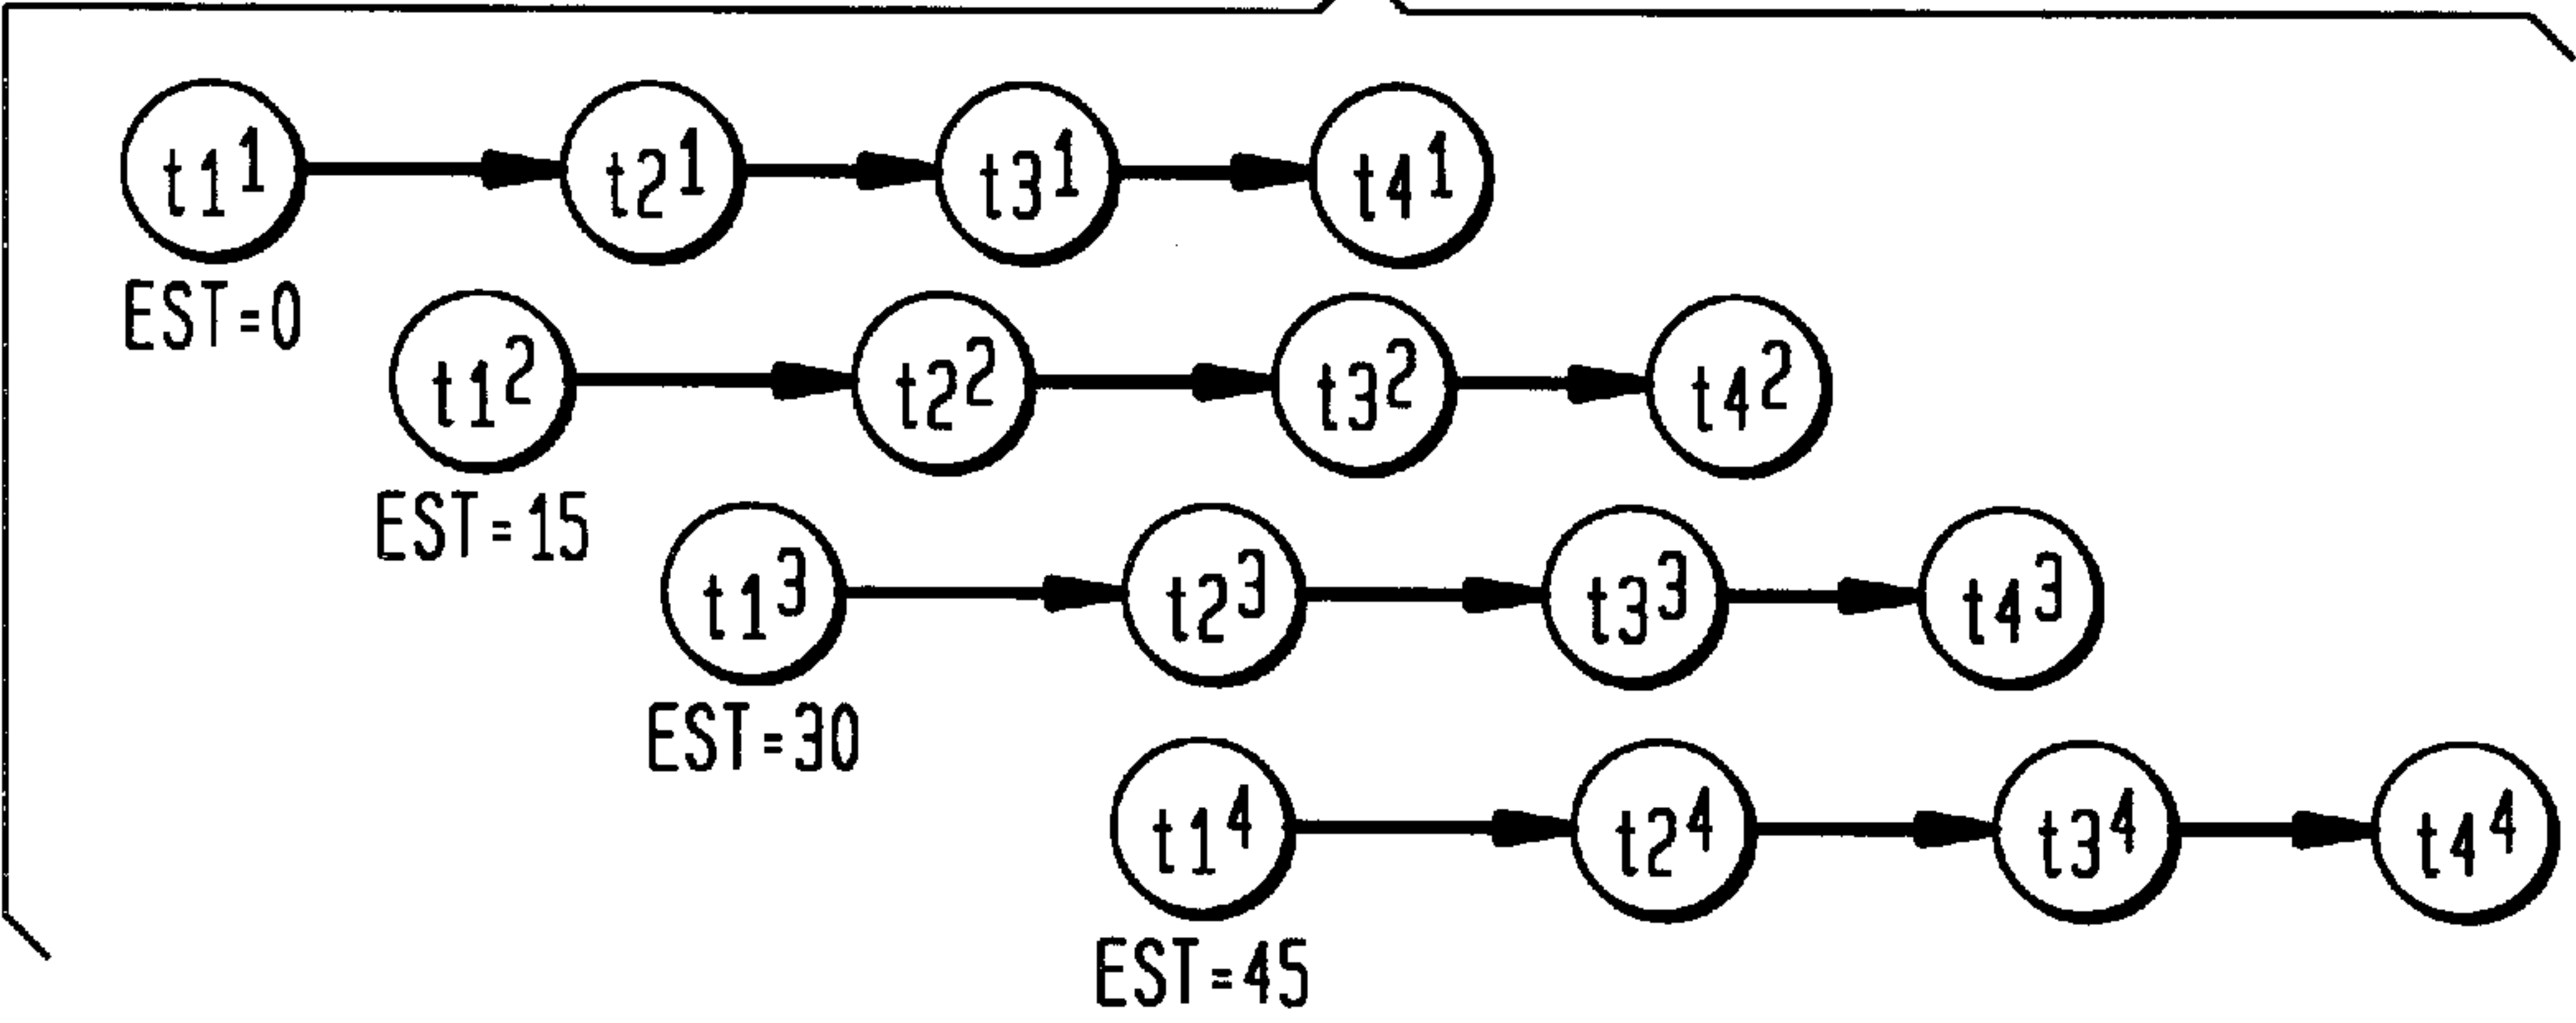 t1¹ t2¹ t3¹ t4¹
EST=0
t1² t2² t3² t4²
EST=15
t1³ t2³ t3³ t4³
EST=30
t1⁴ t2⁴ t3⁴ t4⁴
EST=45